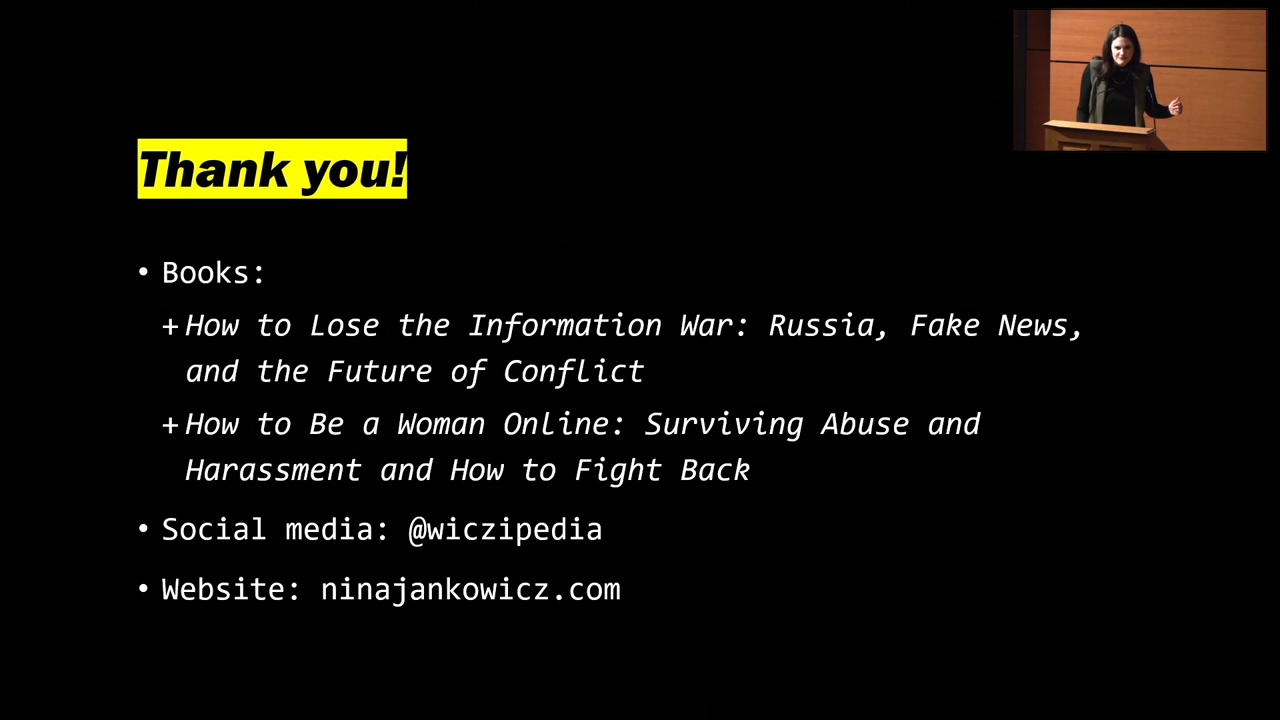 Thank you!
• Books:
+ How to Lose the Information War: Russia, Fake News,
and the Future of Conflict
+ How to Be a Woman Online: Surviving Abuse and
Harassment and How to Fight Back
• Social media: @wiczipedia
• Website: ninajankowicz.com